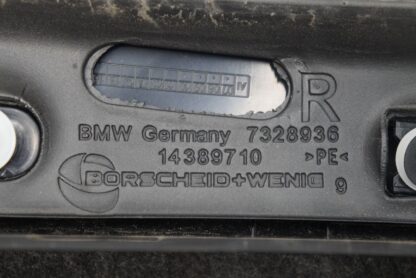 R
BMW Germany 7328936
14389710 >PE<
BORSCHEID+WENIG 9